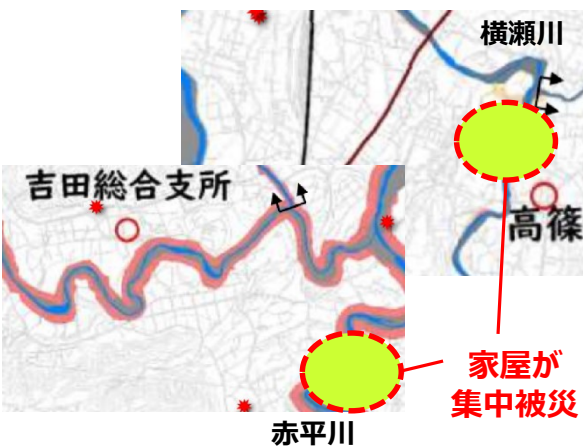 横瀬川
吉田総合支所
高篠
家屋が
集中被災
赤平川